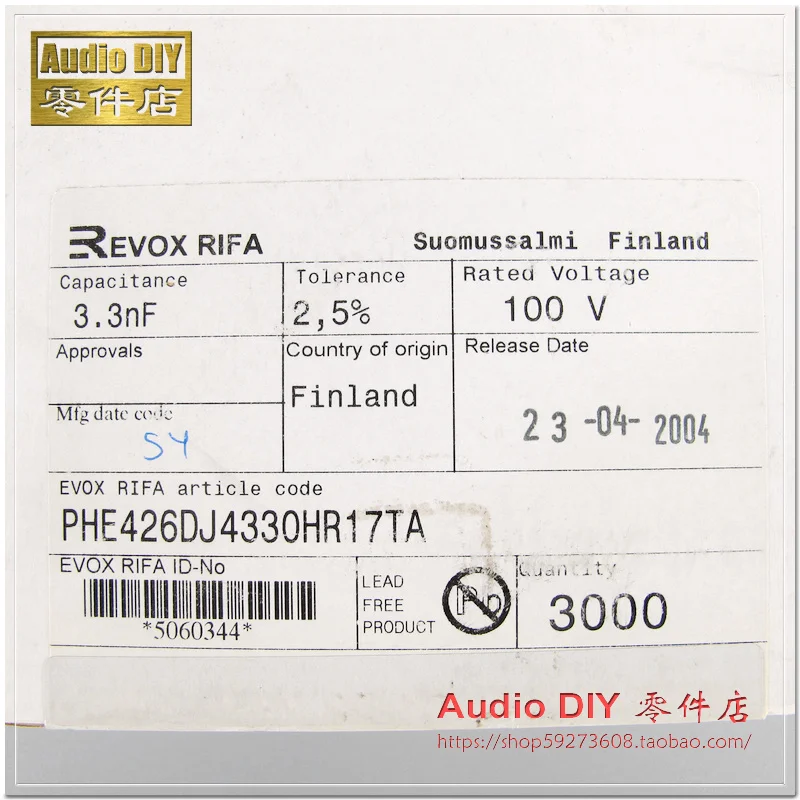 Audio DIY
零件店
EVOX RIFA Suomussalmi Finland
Capacitance Tolerance Rated Voltage
3.3nF 2,5% 100 V
Approvals Country of origin Release Date
Finland
Mfg date code
S4
23-04-2004
EVOX RIFA article code
PHE426DJ4330HR17TA
EVOX RIFA ID-No
*5060344*
LEAD
FREE
PRODUCT
Pb
Quantity
3000
Audio DIY 零件店
https://shop59273608.taobao.com/